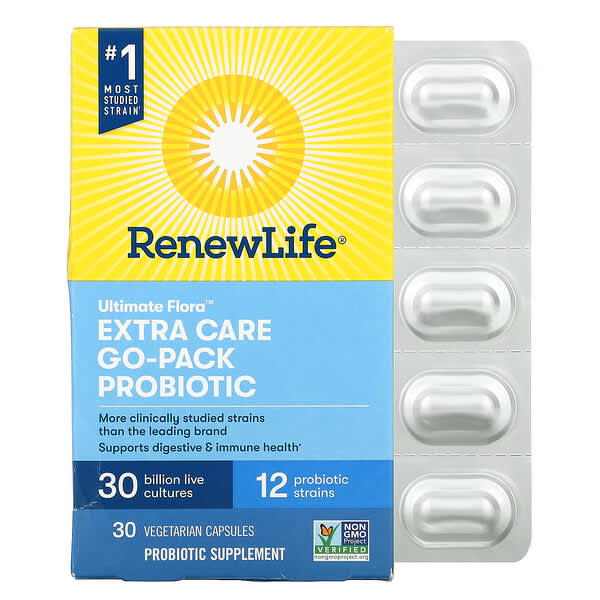 #1
MOST
STUDIED
STRAIN†
RenewLife®
Ultimate Flora™
EXTRA CARE
GO-PACK
PROBIOTIC
More clinically studied strains
than the leading brand
Supports digestive & immune health*
30 billion live
cultures
12 probiotic
strains
30 VEGETARIAN CAPSULES
PROBIOTIC SUPPLEMENT
NON
GMO
Project
VERIFIED
nongmoproject.org